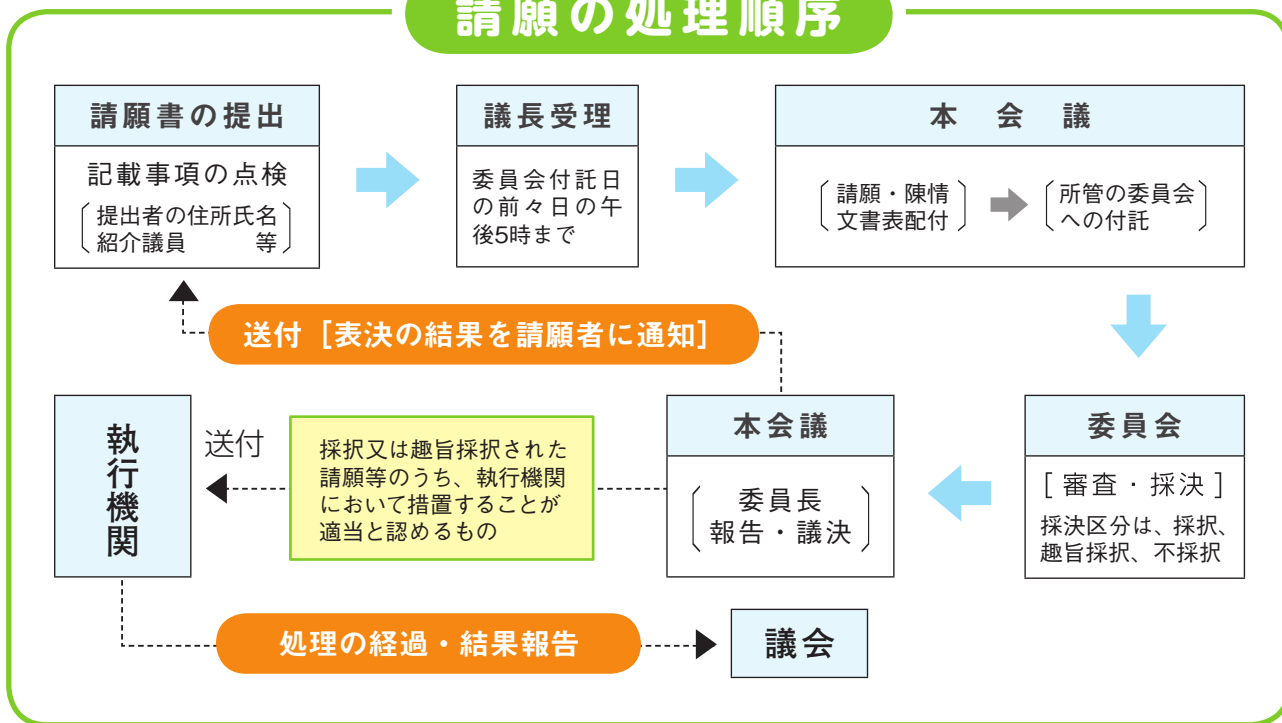 請願の処理順序
請願書の提出
記載事項の点検
提出者の住所氏名
紹介議員 等
議長受理
委員会付託日
の前々日の午
後5時まで
本会議
請願・陳情
文書表配付
所管の委員会
への付託
送付［表決の結果を請願者に通知］
執行機関
送付
採択又は趣旨採択された
請願等のうち、執行機関
において措置することが
適当と認めるもの
本会議
委員長
報告・議決
委員会
［審査・採決］
採決区分は、採択、
趣旨採択、不採択
処理の経過・結果報告
議会